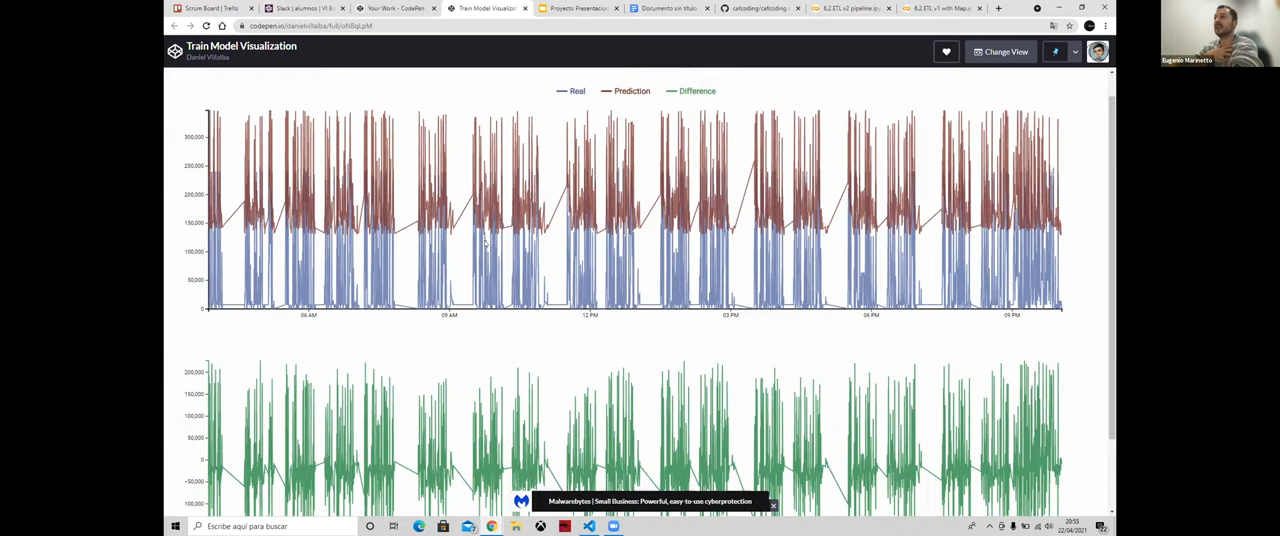 Scrum Board | Trello
Slack | alumnos | VI Bo
Your Work - CodePen
Train Model Visualizati
Proyecto Presentacion
Documento sin título
cafcoding/cafcoding
6.2.ETL v2 pipeline.ipy
6.2.ETL v1 with Map.ip
codepen.io/danielvillalba/full/oNBqLpM
Train Model Visualization
Daniel Villalba
Change View
Eugenio Marinetto
Real
Prediction
Difference
300,000
250,000
200,000
150,000
100,000
50,000
0
06 AM
09 AM
12 PM
03 PM
06 PM
09 PM
200,000
150,000
100,000
50,000
0
−50,000
100,000
Malwarebytes | Small Business: Powerful, easy-to-use cyberprotection
Escribe aquí para buscar
20:55
22/04/2021